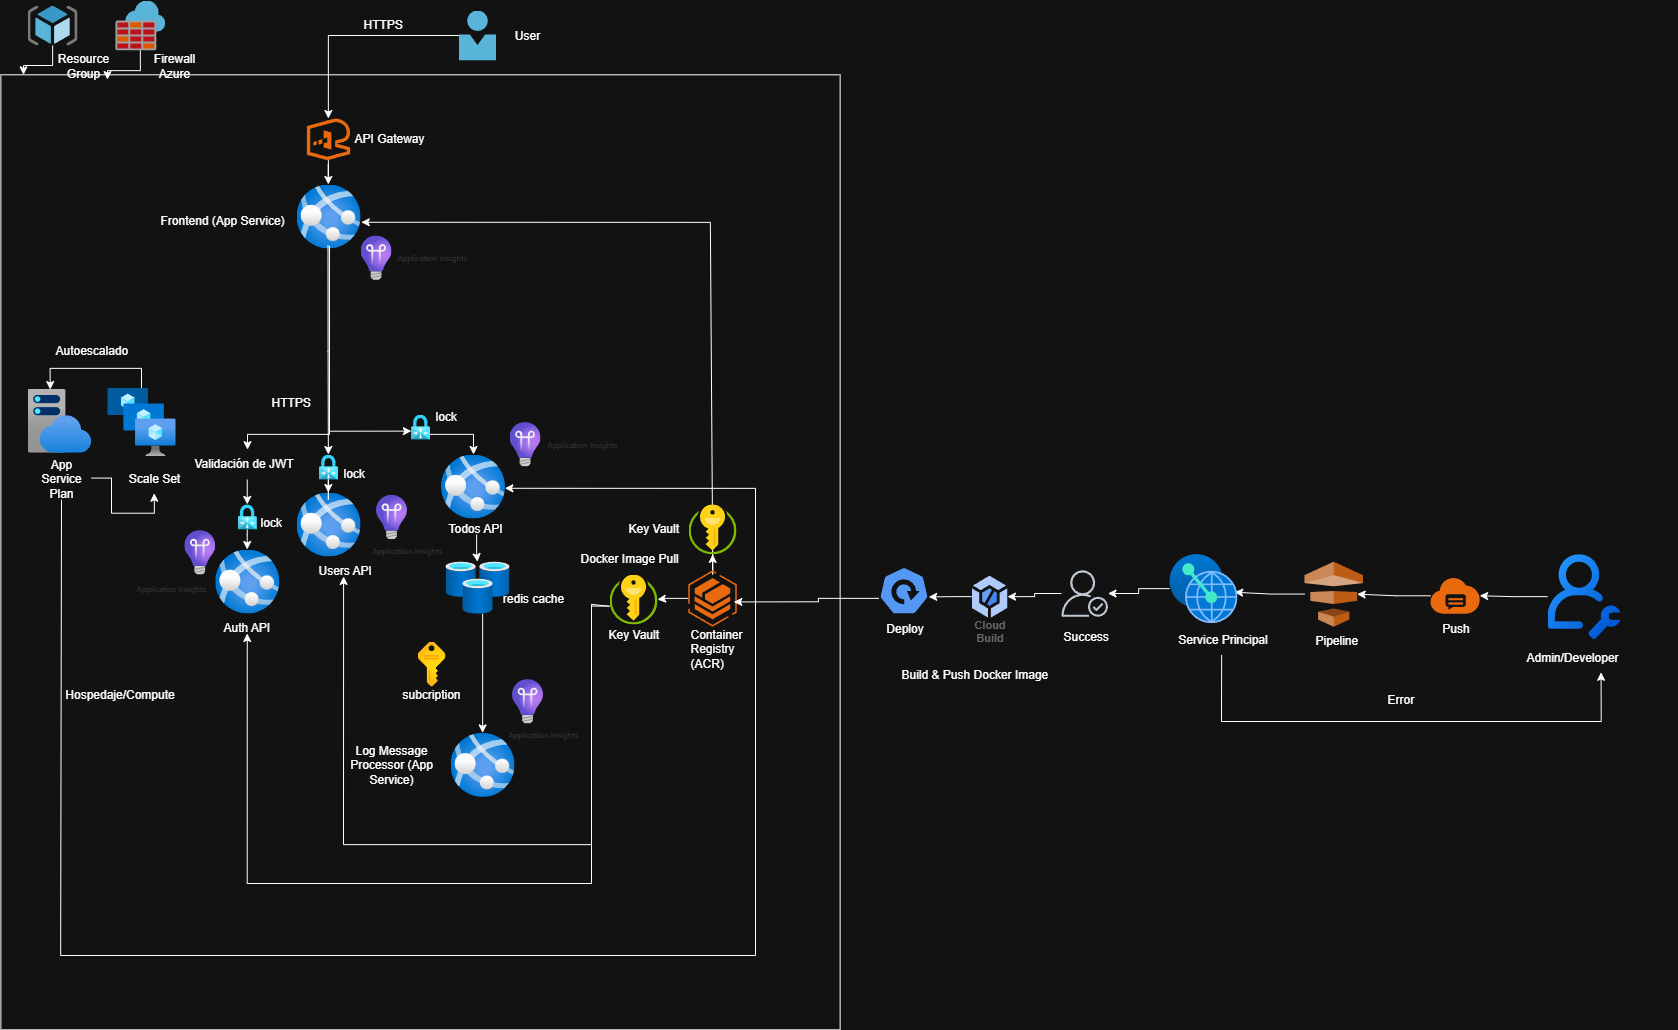 HTTPS
User
Resource
Group
Firewall
Azure
API Gateway
Frontend (App Service)
Application Insights
Autoescalado
HTTPS
lock
Application Insights
App
Service
Plan
Scale Set
Validación de JWT
lock
lock
Todos API
Key Vault
Application Insights
Docker Image Pull
Users API
Application Insights
redis cache
Auth API
Key Vault
Container
Registry
(ACR)
Deploy
Cloud
Build
Success
Service Principal
Pipeline
Push
Admin/Developer
Build & Push Docker Image
Error
Hospedaje/Compute
subcription
Application Insights
Log Message
Processor (App
Service)